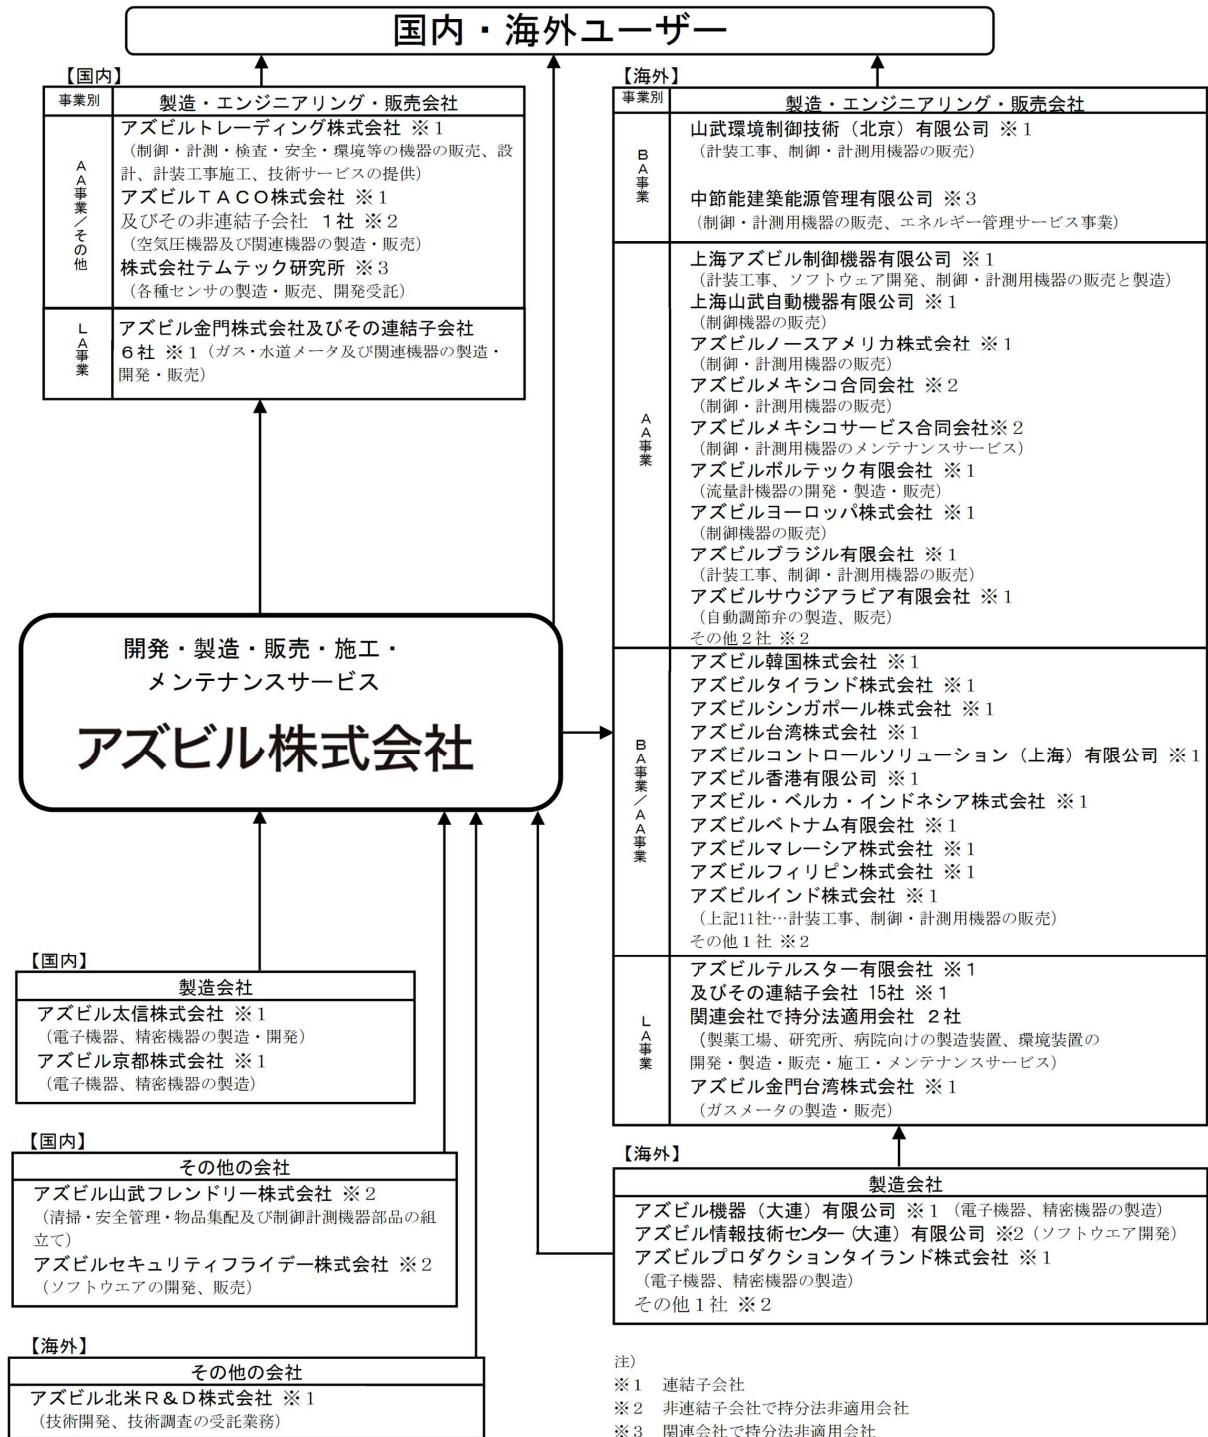 国内・海外ユーザー
【国内】
事業別
製造・エンジニアリング・販売会社
AA事業/その他
アズビルトレーディング株式会社 ※1
(制御・計測・検査・安全・環境等の機器の販売、設
計、計装工事施工、技術サービスの提供)
アズビルTACO株式会社 ※1
及びその非連結子会社 1社 ※2
(空気圧機器及び関連機器の製造・販売)
株式会社テムテック研究所 ※3
(各種センサの製造・販売、開発受託)
LA事業
アズビル金門株式会社及びその連結子会社
6社 ※1(ガス・水道メータ及び関連機器の製造・
開発・販売)
開発・製造・販売・施工・
メンテナンスサービス
アズビル株式会社
【国内】
製造会社
アズビル太信株式会社 ※1
(電子機器、精密機器の製造・開発)
アズビル京都株式会社 ※1
(電子機器、精密機器の製造)
【国内】
その他の会社
アズビル山武フレンドリー株式会社 ※2
(清掃・安全管理・物品集配及び制御計測機器部品の組
立て)
アズビルセキュリティフライデー株式会社 ※2
(ソフトウエアの開発、販売)
【海外】
その他の会社
アズビル北米R&D株式会社 ※1
(技術開発、技術調査の受託業務)
【海外】
事業別
製造・エンジニアリング・販売会社
BA事業
山武環境制御技術(北京)有限公司 ※1
(計装工事、制御・計測用機器の販売)
中節能建築能源管理有限公司 ※3
(制御・計測用機器の販売、エネルギー管理サービス事業)
AA事業
上海アズビル制御機器有限公司 ※1
(計装工事、ソフトウェア開発、制御・計測用機器の販売と製造)
上海山武自動機器有限公司 ※1
(制御機器の販売)
アズビルノースアメリカ株式会社 ※1
(制御・計測用機器の販売)
アズビルメキシコ合同会社 ※2
(制御・計測用機器の販売)
アズビルメキシコサービス合同会社※2
(制御・計測用機器のメンテナンスサービス)
アズビルボルテック有限会社 ※1
(流量計機器の開発・製造・販売)
アズビルヨーロッパ株式会社 ※1
(制御機器の販売)
アズビルブラジル有限会社 ※1
(計装工事、制御・計測用機器の販売)
アズビルサウジアラビア有限会社 ※1
(自動調節弁の製造、販売)
その他2社 ※2
BA事業/AA事業
アズビル韓国株式会社 ※1
アズビルタイランド株式会社 ※1
アズビルシンガポール株式会社 ※1
アズビル台湾株式会社 ※1
アズビルコントロールソリューション(上海)有限公司 ※1
アズビル香港有限公司 ※1
アズビル・ベルカ・インドネシア株式会社 ※1
アズビルベトナム有限会社 ※1
アズビルマレーシア株式会社 ※1
アズビルフィリピン株式会社 ※1
アズビルインド株式会社 ※1
(上記11社…計装工事、制御・計測用機器の販売)
その他1社 ※2
LA事業
アズビルテルスター有限会社 ※1
及びその連結子会社 15社 ※1
関連会社で持分法適用会社 2社
(製薬工場、研究所、病院向けの製造装置、環境装置の
開発・製造・販売・施工・メンテナンスサービス)
アズビル金門台湾株式会社 ※1
(ガスメータの製造・販売)
【海外】
製造会社
アズビル機器(大連)有限公司 ※1(電子機器、精密機器の製造)
アズビル情報技術センター(大連)有限公司 ※2(ソフトウエア開発)
アズビルプロダクションタイランド株式会社 ※1
(電子機器、精密機器の製造)
その他1社 ※2
注)
※1 連結子会社
※2 非連結子会社で持分法非適用会社
※3 関連会社で持分法非適用会社